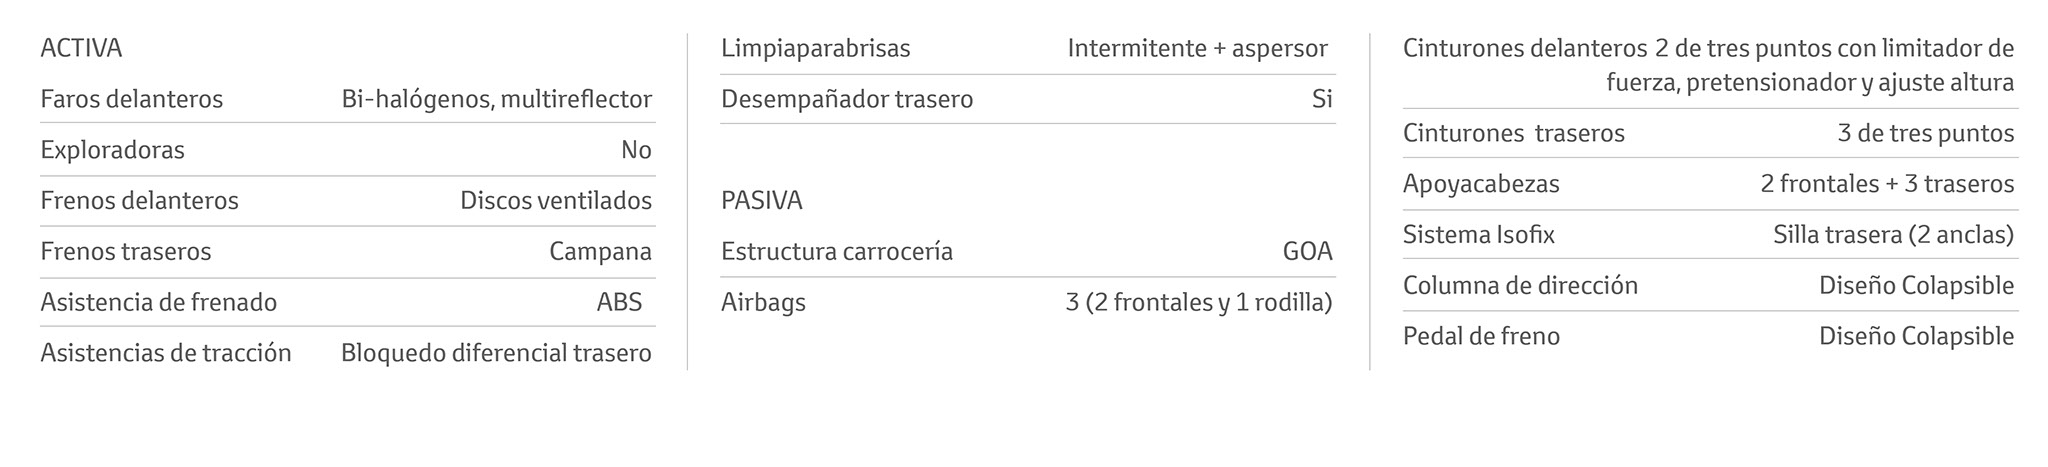 ACTIVA
Faros delanteros Bi-halógenos, multireflector
Exploradoras No
Frenos delanteros Discos ventilados
Frenos traseros Campana
Asistencia de frenado ABS
Asistencias de tracción Bloquedo diferencial trasero
Limpiaparabrisas Intermitente + aspersor
Desempañador trasero Si
PASIVA
Estructura carrocería GOA
Airbags 3 (2 frontales y 1 rodilla)
Cinturones delanteros 2 de tres puntos con limitador de
fuerza, pretensionador y ajuste altura
Cinturones traseros 3 de tres puntos
Apoyacabezas 2 frontales + 3 traseros
Sistema Isofix Silla trasera (2 anclas)
Columna de dirección Diseño Colapsible
Pedal de freno Diseño Colapsible